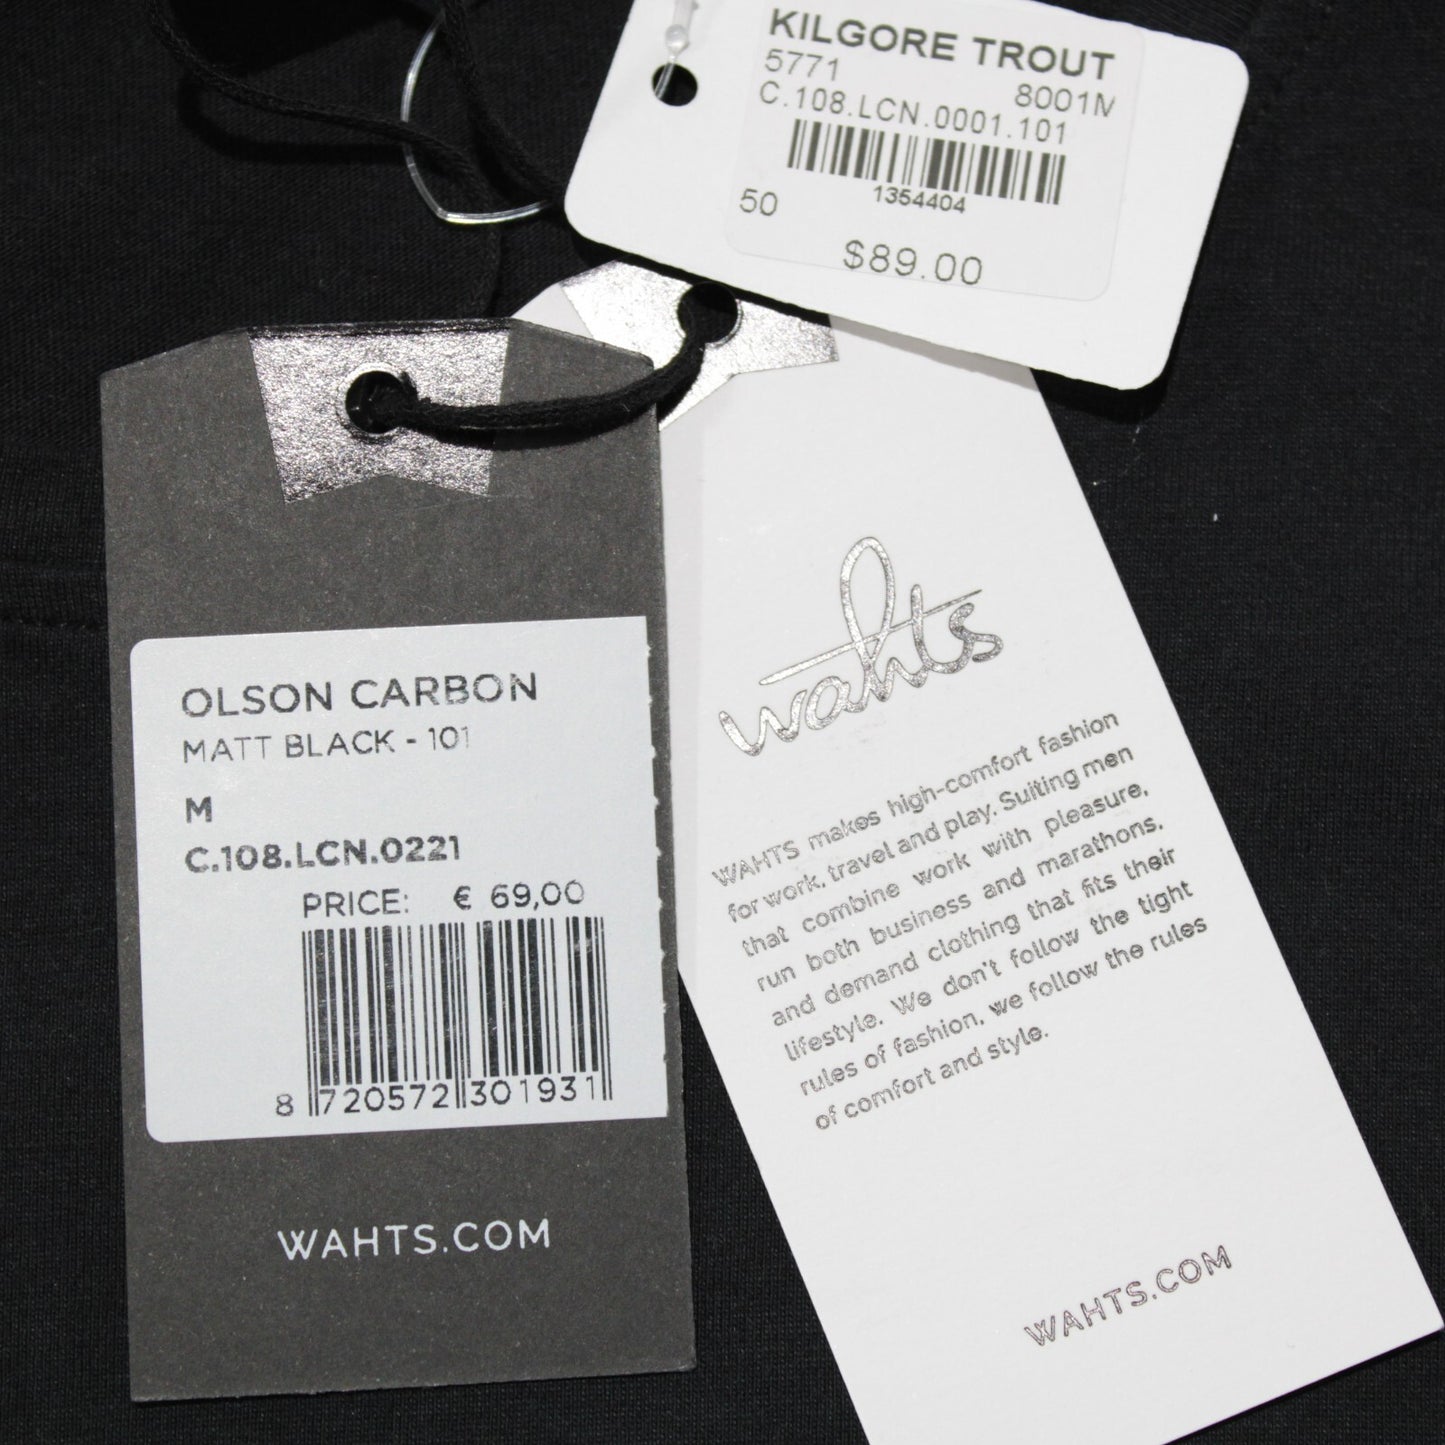 KILGORE TROUT
5771
8001M
C.108.LCN.0001.101
1354404
50
$89.00
OLSON CARBON
MATT BLACK - 101
M
C.108.LCN.0221
PRICE: € 69,00
8 720572 301931
WAHTS.COM
wahts
WAHTS makes high-comfort fashion
for work, travel and play. Suiting men
that combine work with pleasure,
run both business and marathons,
and demand clothing that fits their
lifestyle. We don't follow the tight
rules of fashion, we follow the rules
of comfort and style.
WAHTS.COM